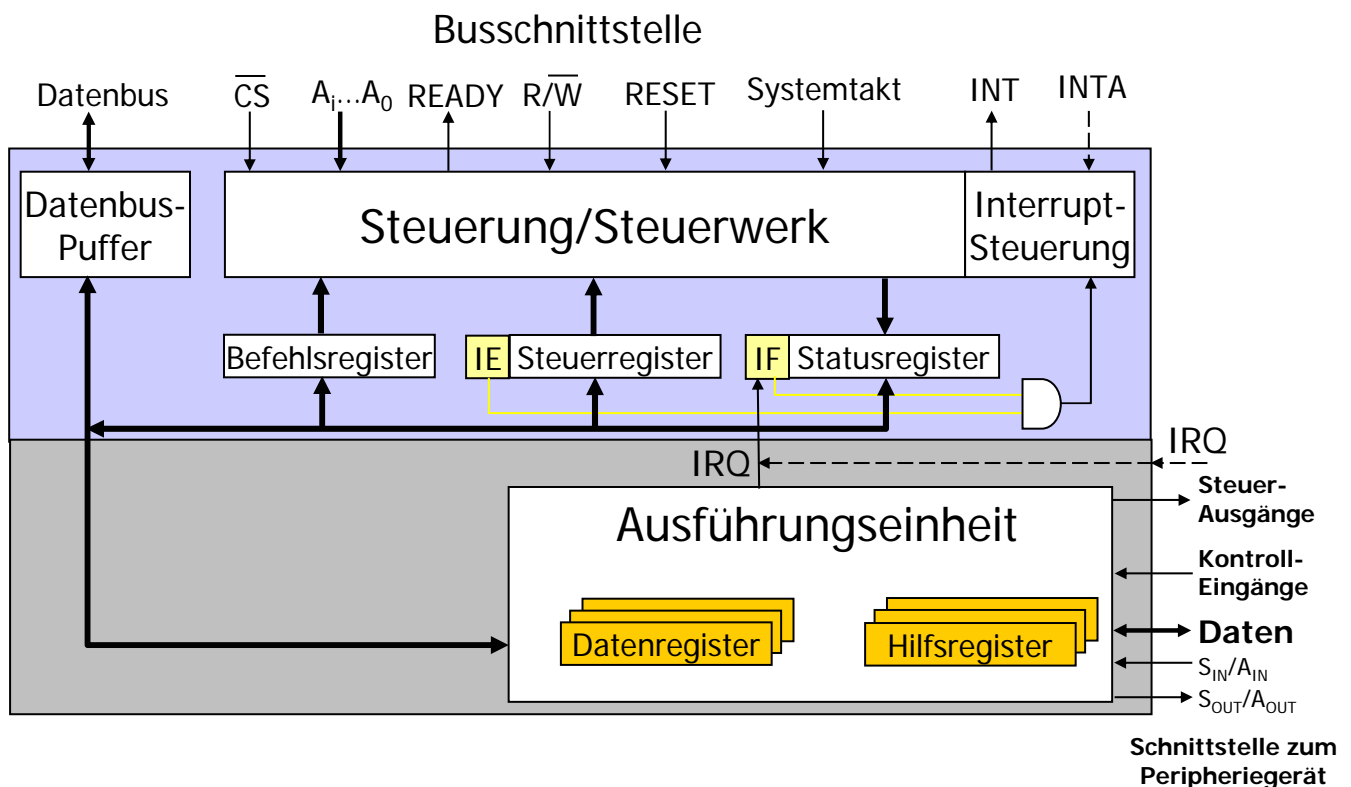 Busschnittstelle
Datenbus
CS
Ai...A0
READY
R/W
RESET
Systemtakt
INT
INTA
Datenbus-
Puffer
Steuerung/Steuerwerk
Interrupt-
Steuerung
Befehlsregister
IE
Steuerregister
IF
Statusregister
IRQ
IRQ
Steuer-
Ausgänge
Ausführungseinheit
Kontroll-
Eingänge
Datenregister
Hilfsregister
Daten
SIN/AIN
SOUT/AOUT
Schnittstelle zum
Peripheriegerät